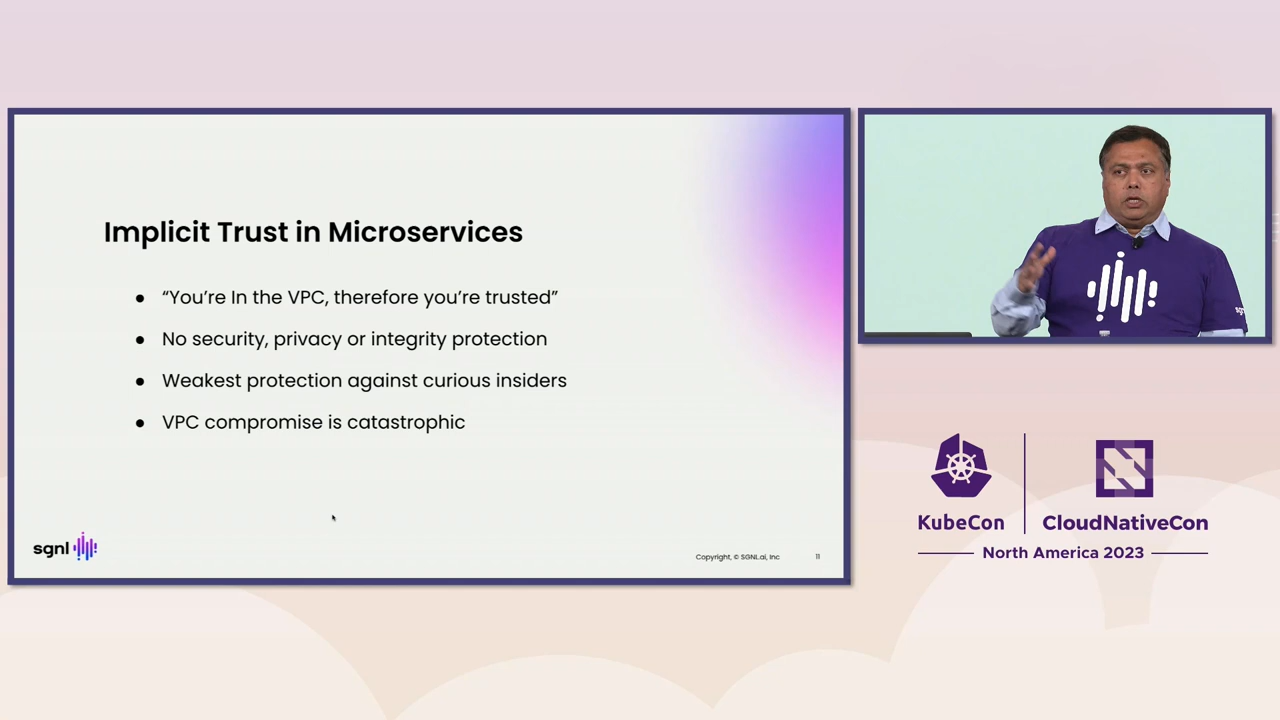 Implicit Trust in Microservices
● “You’re In the VPC, therefore you’re trusted”
● No security, privacy or integrity protection
● Weakest protection against curious insiders
● VPC compromise is catastrophic
sgnl
Copyright, © SGNL.ai, Inc
11
sgnl
KubeCon
CloudNativeCon
North America 2023